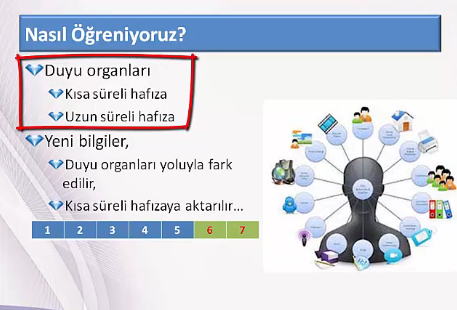 Nasıl Öğreniyoruz?
Duyu organları
Kısa süreli hafıza
Uzun süreli hafıza
Yeni bilgiler,
Duyu organları yoluyla fark
edilir,
Kısa süreli hafızaya aktarılır...
1 2 3 4 5 6 7